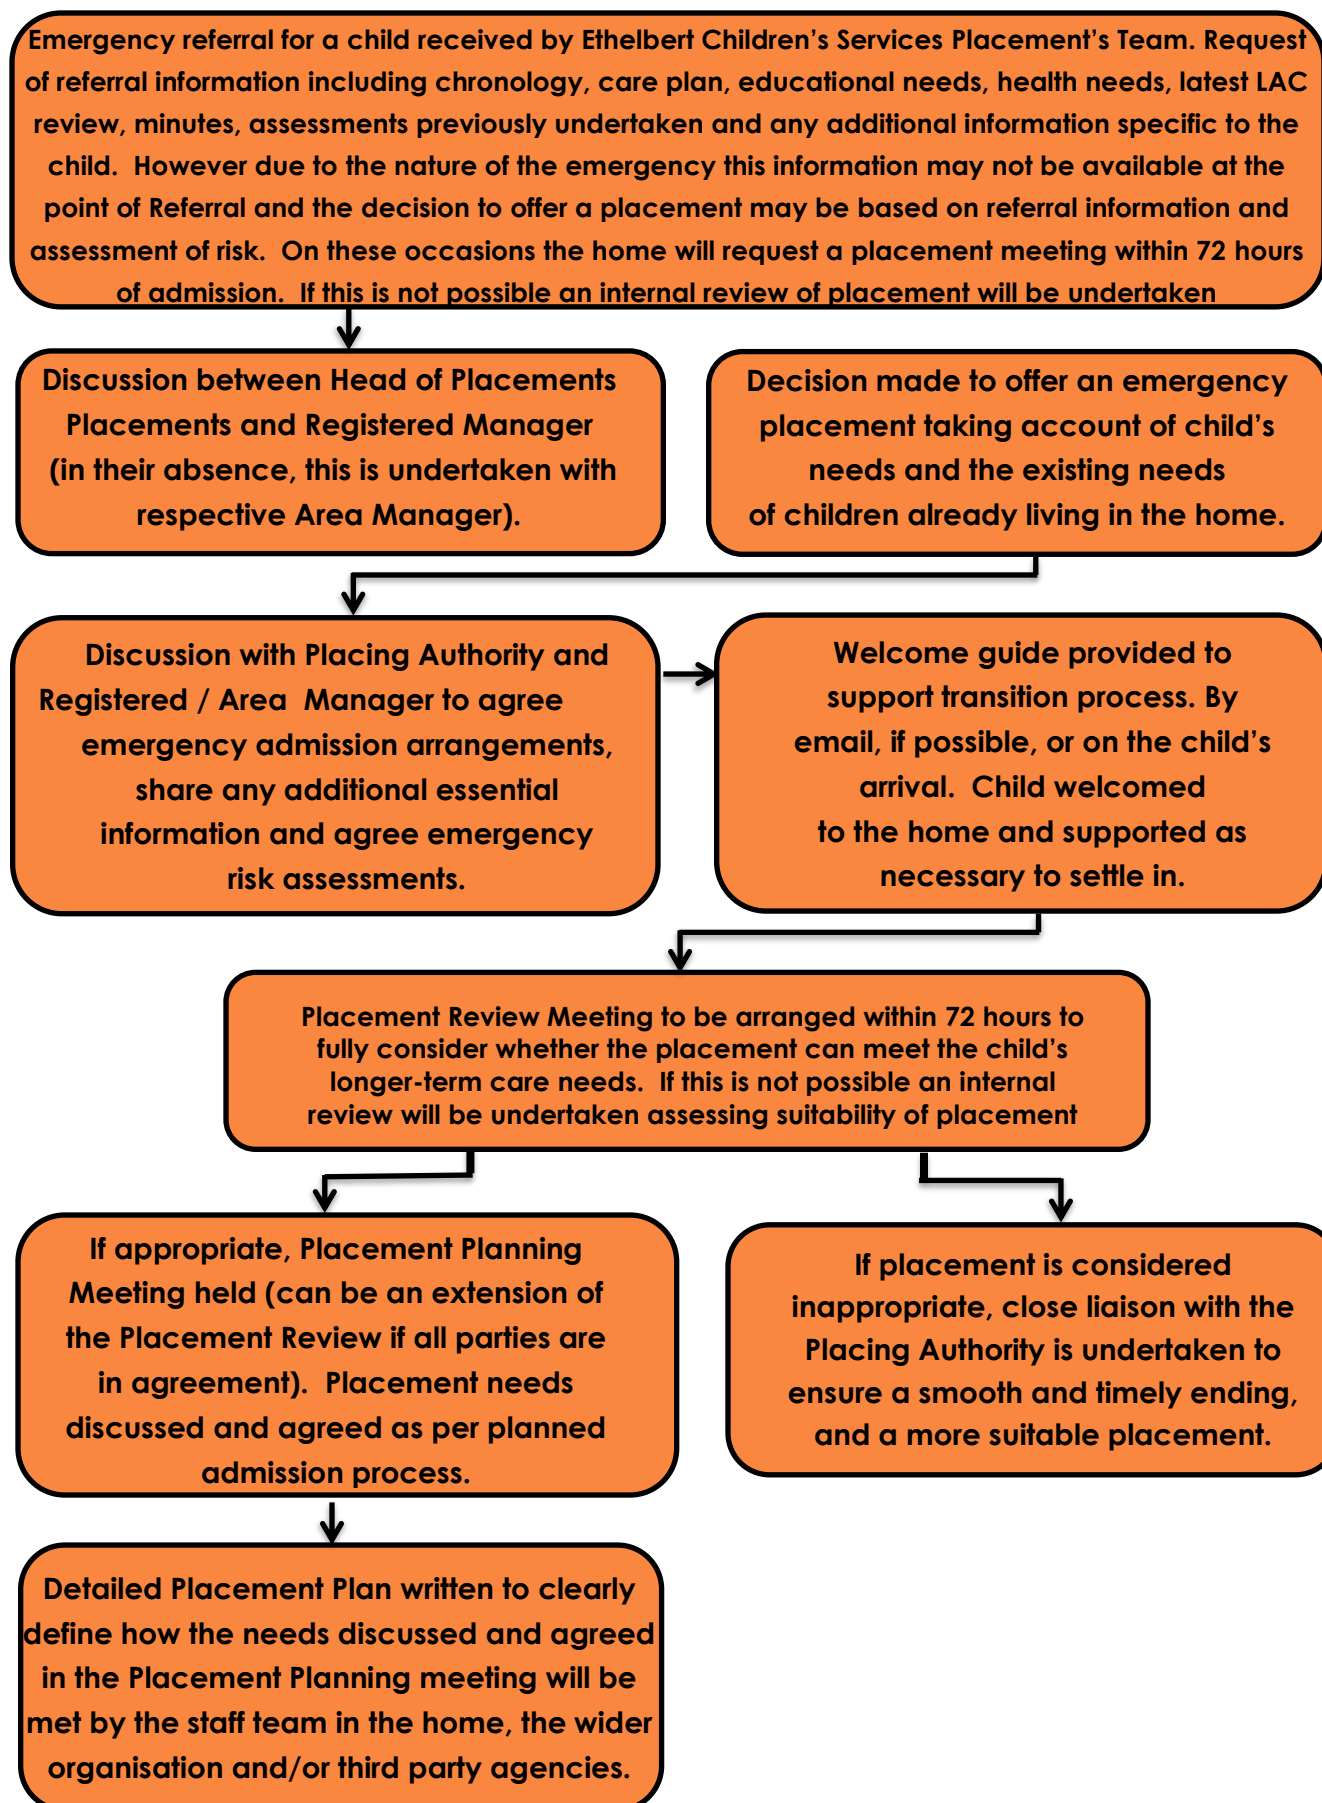 Emergency referral for a child received by Ethelbert Children’s Services Placement’s Team. Request
of referral information including chronology, care plan, educational needs, health needs, latest LAC
review, minutes, assessments previously undertaken and any additional information specific to the
child.  However due to the nature of the emergency this information may not be available at the
point of Referral and the decision to offer a placement may be based on referral information and
assessment of risk.  On these occasions the home will request a placement meeting within 72 hours
of admission.  If this is not possible an internal review of placement will be undertaken
Discussion between Head of Placements
Placements and Registered Manager
(in their absence, this is undertaken with
respective Area Manager).
Decision made to offer an emergency
placement taking account of child’s
needs and the existing needs
of children already living in the home.
Discussion with Placing Authority and
Registered / Area  Manager to agree
emergency admission arrangements,
share any additional essential
information and agree emergency
risk assessments.
Welcome guide provided to
support transition process. By
email, if possible, or on the child’s
arrival.  Child welcomed
to the home and supported as
necessary to settle in.
Placement Review Meeting to be arranged within 72 hours to
fully consider whether the placement can meet the child’s
longer-term care needs.  If this is not possible an internal
review will be undertaken assessing suitability of placement
If appropriate, Placement Planning
Meeting held (can be an extension of
the Placement Review if all parties are
in agreement).  Placement needs
discussed and agreed as per planned
admission process.
If placement is considered
inappropriate, close liaison with the
Placing Authority is undertaken to
ensure a smooth and timely ending,
and a more suitable placement.
Detailed Placement Plan written to clearly
define how the needs discussed and agreed
in the Placement Planning meeting will be
met by the staff team in the home, the wider
organisation and/or third party agencies.